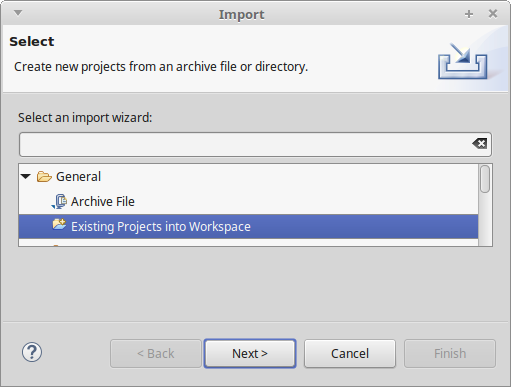 Import
Select
Create new projects from an archive file or directory.
Select an import wizard:
General
Archive File
Existing Projects into Workspace
< Back
Next >
Cancel
Finish